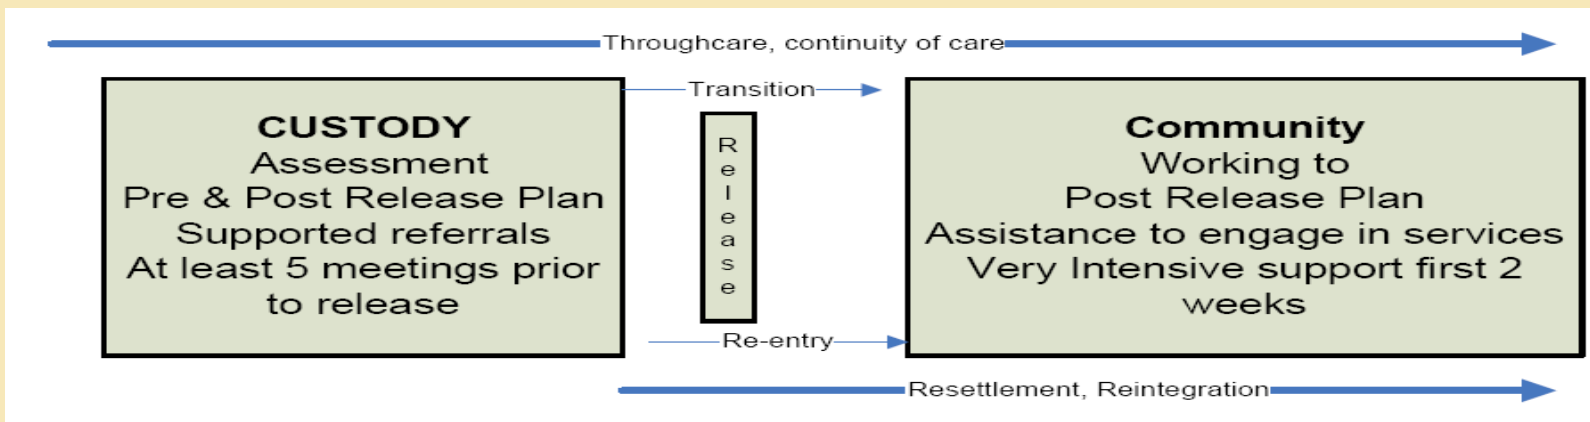 Throughcare, continuity of care
Transition
CUSTODY
Assessment
Pre & Post Release Plan
Supported referrals
At least 5 meetings prior
to release
Release
Community
Working to
Post Release Plan
Assistance to engage in services
Very Intensive support first 2
weeks
Re-entry
Resettlement, Reintegration